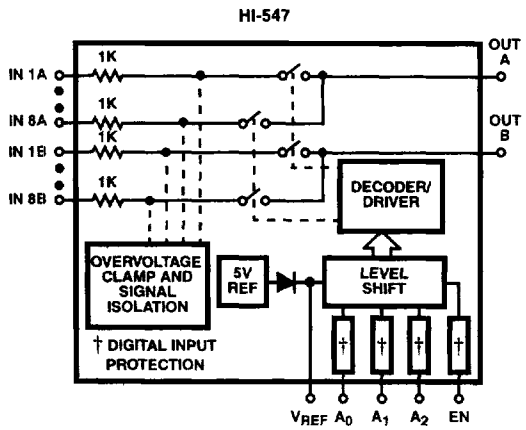 HI-547
OUT
A
IN 1A
1K
IN 8A
1K
OUT
B
IN 1B
1K
IN 8B
1K
DECODER/
DRIVER
OVERVOLTAGE
CLAMP AND
SIGNAL
ISOLATION
5V
REF
LEVEL
SHIFT
† DIGITAL INPUT
PROTECTION
† † † †
VREF A0 A1 A2 EN